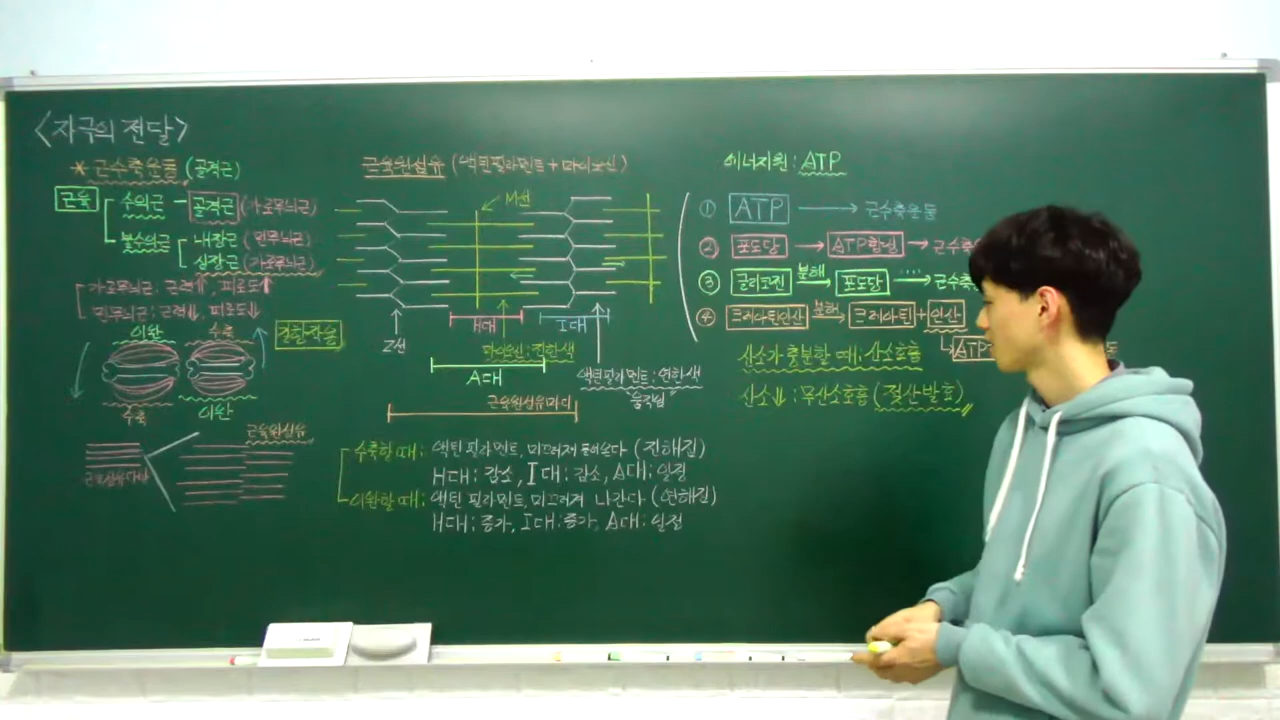 <자극의 전달>
* 근수축운동 (골격근)
근육 수의근 - 골격근 (가로무늬근)
불수의근 내장근 (민무늬근)
심장근 (가로무늬근)
가로무늬근: 근력↑, 피로도↑
민무늬근: 근력↓, 피로도↓
이완 수축
길항작용
수축 이완
근육원섬유
근육섬유다발
근육원섬유 (액틴필라멘트 + 마이오신)
M선
H대 I대
Z선
마이오신: 진한색
A대
액틴필라멘트: 연한색
"움직임"
근육원섬유마디
수축할 때: 액틴 필라멘트, 미끄러져 들어온다 (진해짐)
H대: 감소, I대: 감소, A대: 일정
이완할 때: 액틴 필라멘트, 미끄러져 나간다 (연해짐)
H대: 증가, I대: 증가, A대: 일정
에너지원: ATP
① ATP → 근수축운동
② 포도당 → ATP합성 → 근수축
③ 글리코젠 분해→ 포도당 ····→ 근수축
④ 크레아틴인산 분해→ 크레아틴 + 인산
↳ ATP
산소가 충분할 때: 산소호흡
산소↓: 무산소호흡 (젖산발효)